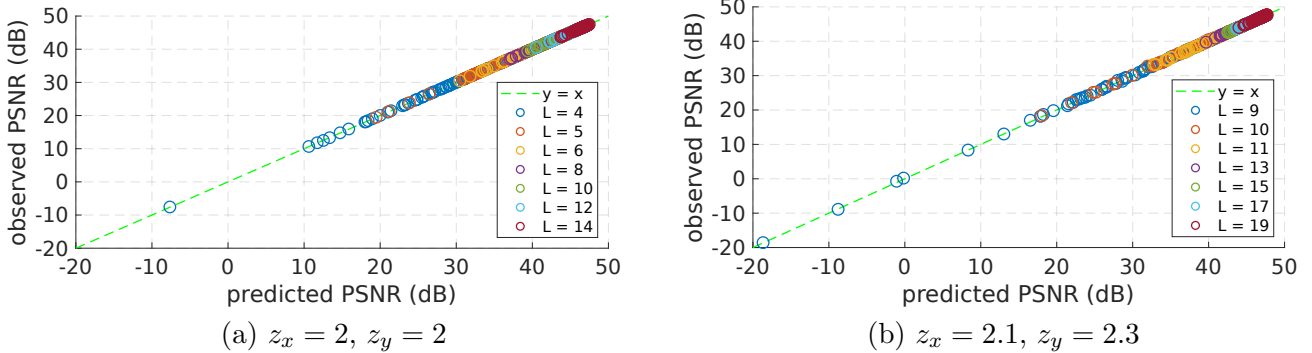 50
40
30
20
10
0
-10
-20
observed PSNR (dB)
-20 -10 0 10 20 30 40 50
predicted PSNR (dB)
y = x
L = 4
L = 5
L = 6
L = 8
L = 10
L = 12
L = 14
(a) $z_x = 2$, $z_y = 2$
50
40
30
20
10
0
-10
-20
observed PSNR (dB)
-20 -10 0 10 20 30 40 50
predicted PSNR (dB)
y = x
L = 9
L = 10
L = 11
L = 13
L = 15
L = 17
L = 19
(b) $z_x = 2.1$, $z_y = 2.3$